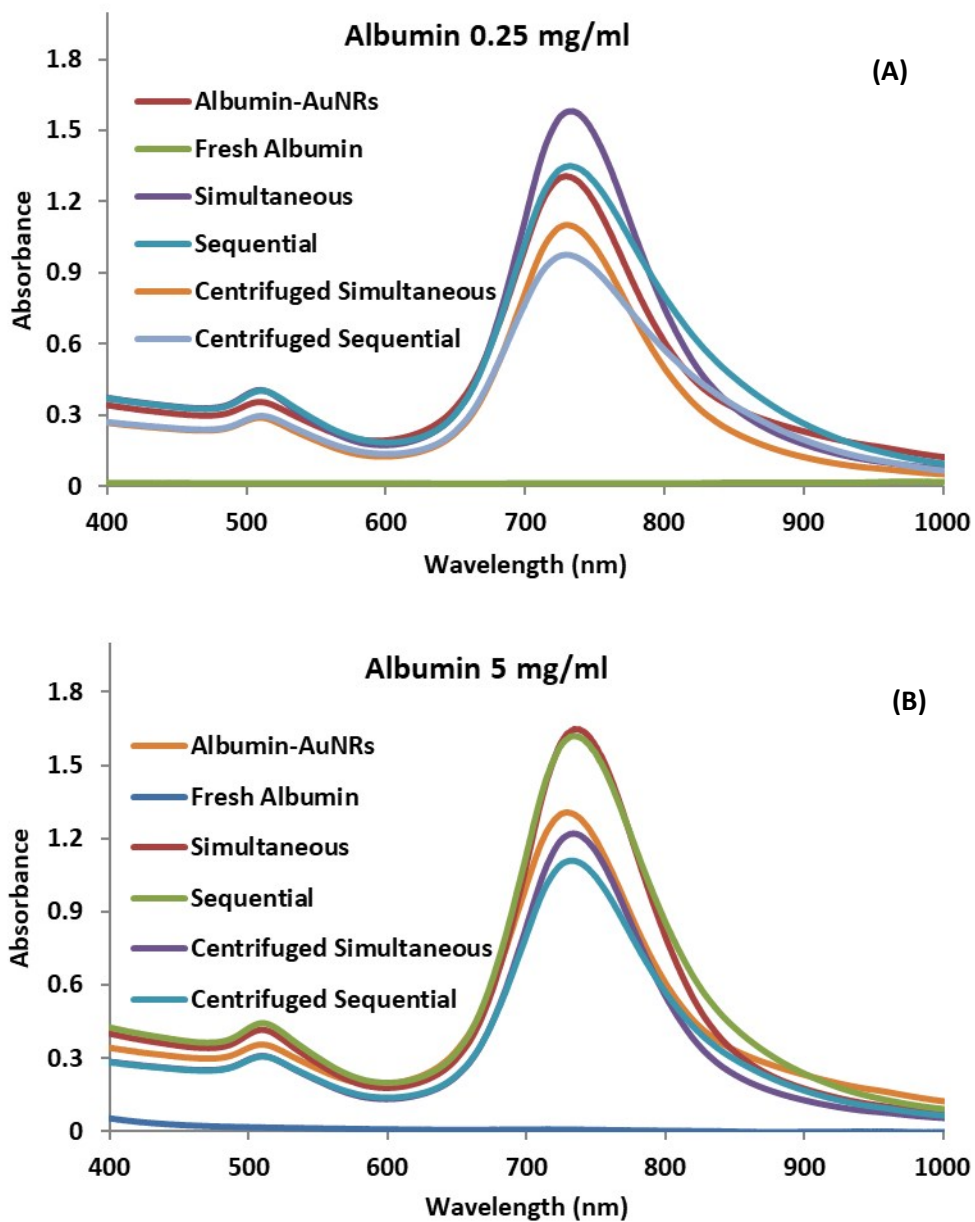 Albumin 0.25 mg/ml
(A)
1.8
1.5
1.2
0.9
0.6
0.3
0
Absorbance
Albumin-AuNRs
Fresh Albumin
Simultaneous
Sequential
Centrifuged Simultaneous
Centrifuged Sequential
400 500 600 700 800 900 1000
Wavelength (nm)
Albumin 5 mg/ml
(B)
1.8
1.5
1.2
0.9
0.6
0.3
0
Absorbance
Albumin-AuNRs
Fresh Albumin
Simultaneous
Sequential
Centrifuged Simultaneous
Centrifuged Sequential
400 500 600 700 800 900 1000
Wavelength (nm)